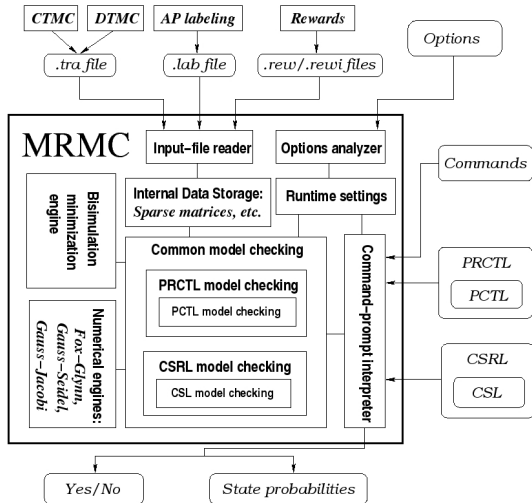 CTMC
DTMC
AP labeling
Rewards
.tra file
.lab file
.rew/.rewi files
Options
MRMC
Input-file reader
Options analyzer
Internal Data Storage:
Sparse matrices, etc.
Runtime settings
Bisimulation
minimization
engine
Common model checking
PRCTL model checking
PCTL model checking
CSRL model checking
CSL model checking
Numerical engines:
Fox-Glynn,
Gauss-Seidel,
Gauss-Jacobi
Command-prompt interpreter
Commands
PRCTL
PCTL
CSRL
CSL
Yes/No
State probabilities